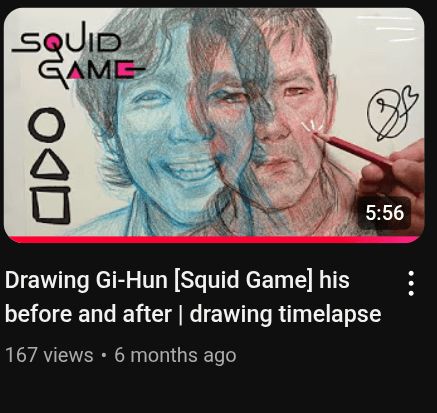 SQUID
GAME
5:56
Drawing Gi-Hun [Squid Game] his
before and after | drawing timelapse
167 views • 6 months ago